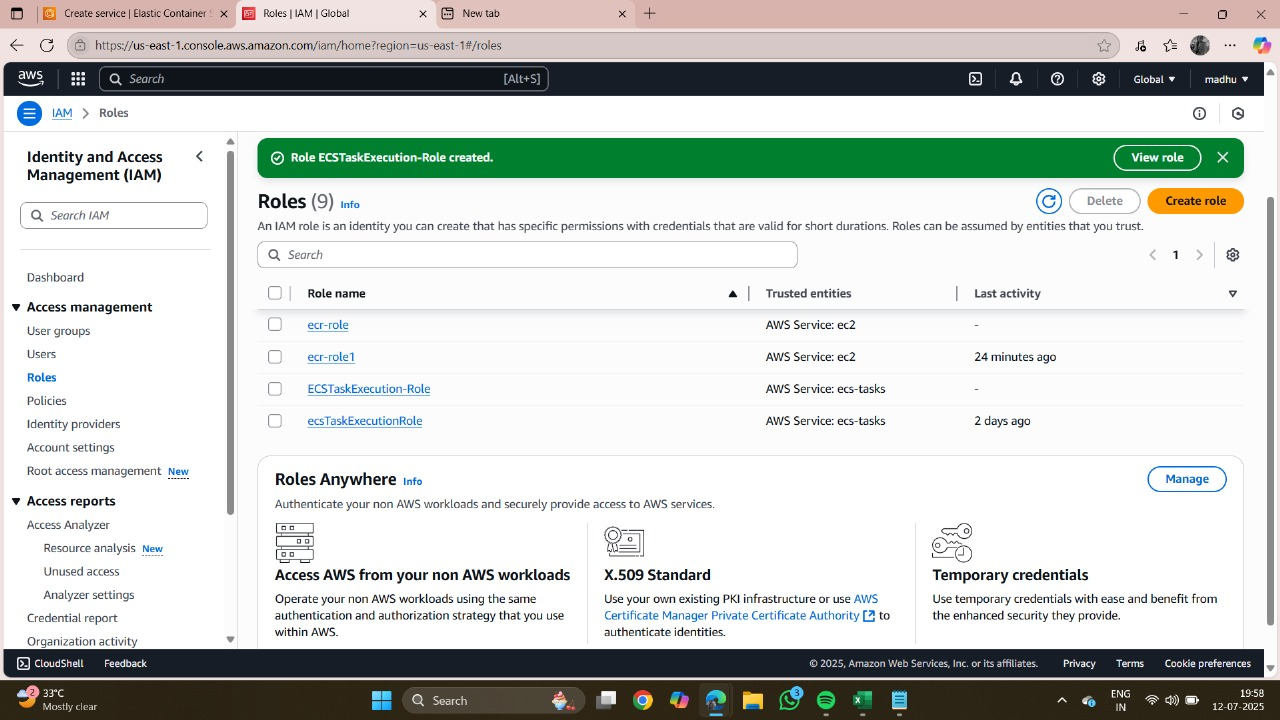 Create service | Elastic Container S
Roles | IAM | Global
New tab
https://us-east-1.console.aws.amazon.com/iam/home?region=us-east-1#/roles
aws
Search
[Alt+S]
Global
madhu
IAM
Roles
Identity and Access
Management (IAM)
Search IAM
Dashboard
Access management
User groups
Users
Roles
Policies
Identity providers
Account settings
Root access management New
Access reports
Access Analyzer
Resource analysis New
Unused access
Analyzer settings
Credential report
Organization activity
Role ECSTaskExecution-Role created.
View role
Roles (9) Info
Delete
Create role
An IAM role is an identity you can create that has specific permissions with credentials that are valid for short durations. Roles can be assumed by entities that you trust.
Search
1
Role name
Trusted entities
Last activity
ecr-role
AWS Service: ec2
-
ecr-role1
AWS Service: ec2
24 minutes ago
ECSTaskExecution-Role
AWS Service: ecs-tasks
-
ecsTaskExecutionRole
AWS Service: ecs-tasks
2 days ago
Roles Anywhere Info
Manage
Authenticate your non AWS workloads and securely provide access to AWS services.
Access AWS from your non AWS workloads
Operate your non AWS workloads using the same
authentication and authorization strategy that you use
within AWS.
X.509 Standard
Use your own existing PKI infrastructure or use AWS
Certificate Manager Private Certificate Authority to
authenticate identities.
Temporary credentials
Use temporary credentials with ease and benefit from
the enhanced security they provide.
CloudShell
Feedback
© 2025, Amazon Web Services, Inc. or its affiliates.
Privacy
Terms
Cookie preferences
2
33°C
Mostly clear
Search
3
ENG
IN
19:58
12-07-2025